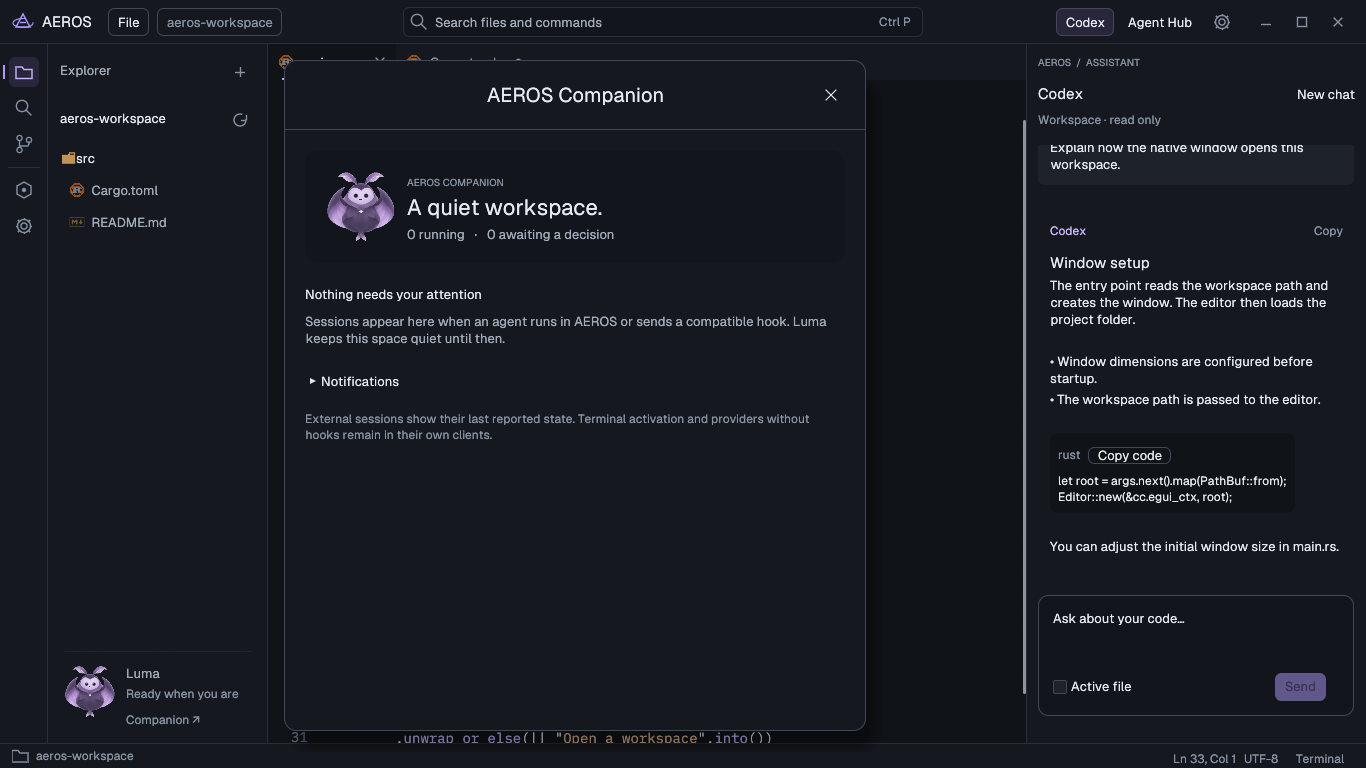 AEROS
File
aeros-workspace
Search files and commands
Ctrl P
Codex
Agent Hub
Explorer
aeros-workspace
src
Cargo.toml
README.md
Luma
Ready when you are
Companion ↗
AEROS Companion
AEROS COMPANION
A quiet workspace.
0 running · 0 awaiting a decision
Nothing needs your attention
Sessions appear here when an agent runs in AEROS or sends a compatible hook. Luma
keeps this space quiet until then.
Notifications
External sessions show their last reported state. Terminal activation and providers without
hooks remain in their own clients.
31 .unwrap_or_else(|| "Open a workspace".into())
AEROS / ASSISTANT
Codex
New chat
Workspace · read only
Explain how the native window opens this
workspace.
Codex
Copy
Window setup
The entry point reads the workspace path and
creates the window. The editor then loads the
project folder.
• Window dimensions are configured before
startup.
• The workspace path is passed to the editor.
rust
Copy code
let root = args.next().map(PathBuf::from);
Editor::new(&cc.egui_ctx, root);
You can adjust the initial window size in main.rs.
Ask about your code…
Active file
Send
aeros-workspace
Ln 33, Col 1
UTF-8
Terminal